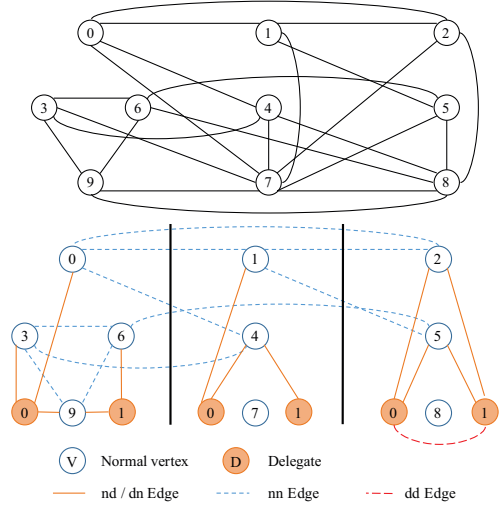 0 1 2
3 6 4 5
9 7 8
0 1 2
3 6 4 5
0 9 1 0 7 1 0 8 1
V Normal vertex D Delegate
nd / dn Edge nn Edge dd Edge